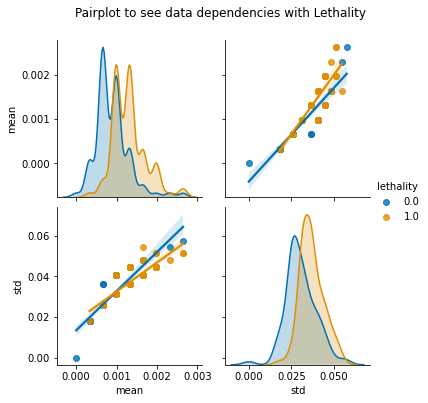 Pairplot to see data dependencies with Lethality
0.002
0.001
0.000
mean
lethality
0.0
1.0
0.06
0.04
0.02
0.00
std
0.000 0.001 0.002 0.003
mean
0.000 0.025 0.050
std